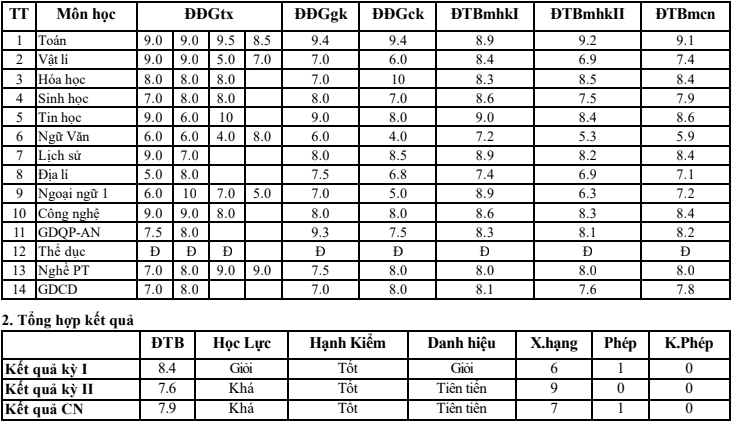 TT Môn học ĐĐGtx ĐĐGgk ĐĐGck ĐTBmhkI ĐTBmhkII ĐTBmcn
1 Toán 9.0 9.0 9.5 8.5 9.4 9.4 8.9 9.2 9.1
2 Vật lí 9.0 9.0 5.0 7.0 7.0 6.0 8.4 6.9 7.4
3 Hóa học 8.0 8.0 8.0 7.0 10 8.3 8.5 8.4
4 Sinh học 7.0 8.0 8.0 8.0 7.0 8.6 7.5 7.9
5 Tin học 9.0 6.0 10 9.0 8.0 9.0 8.4 8.6
6 Ngữ Văn 6.0 6.0 4.0 8.0 6.0 4.0 7.2 5.3 5.9
7 Lịch sử 9.0 7.0 8.0 8.5 8.9 8.2 8.4
8 Địa lí 5.0 8.0 7.5 6.8 7.4 6.9 7.1
9 Ngoại ngữ 1 6.0 10 7.0 5.0 7.0 5.0 8.9 6.3 7.2
10 Công nghệ 9.0 9.0 8.0 8.0 8.0 8.6 8.3 8.4
11 GDQP-AN 7.5 8.0 9.3 7.5 8.3 8.1 8.2
12 Thể dục Đ Đ Đ Đ Đ Đ Đ Đ
13 Nghề PT 7.0 8.0 9.0 9.0 7.5 8.0 8.0 8.0 8.0
14 GDCD 7.0 8.0 7.0 8.0 8.1 7.6 7.8
2. Tổng hợp kết quả
ĐTB Học Lực Hạnh Kiểm Danh hiệu X.hạng Phép K.Phép
Kết quả kỳ I 8.4 Giỏi Tốt Giỏi 6 1 0
Kết quả kỳ II 7.6 Khá Tốt Tiên tiến 9 0 0
Kết quả CN 7.9 Khá Tốt Tiên tiến 7 1 0